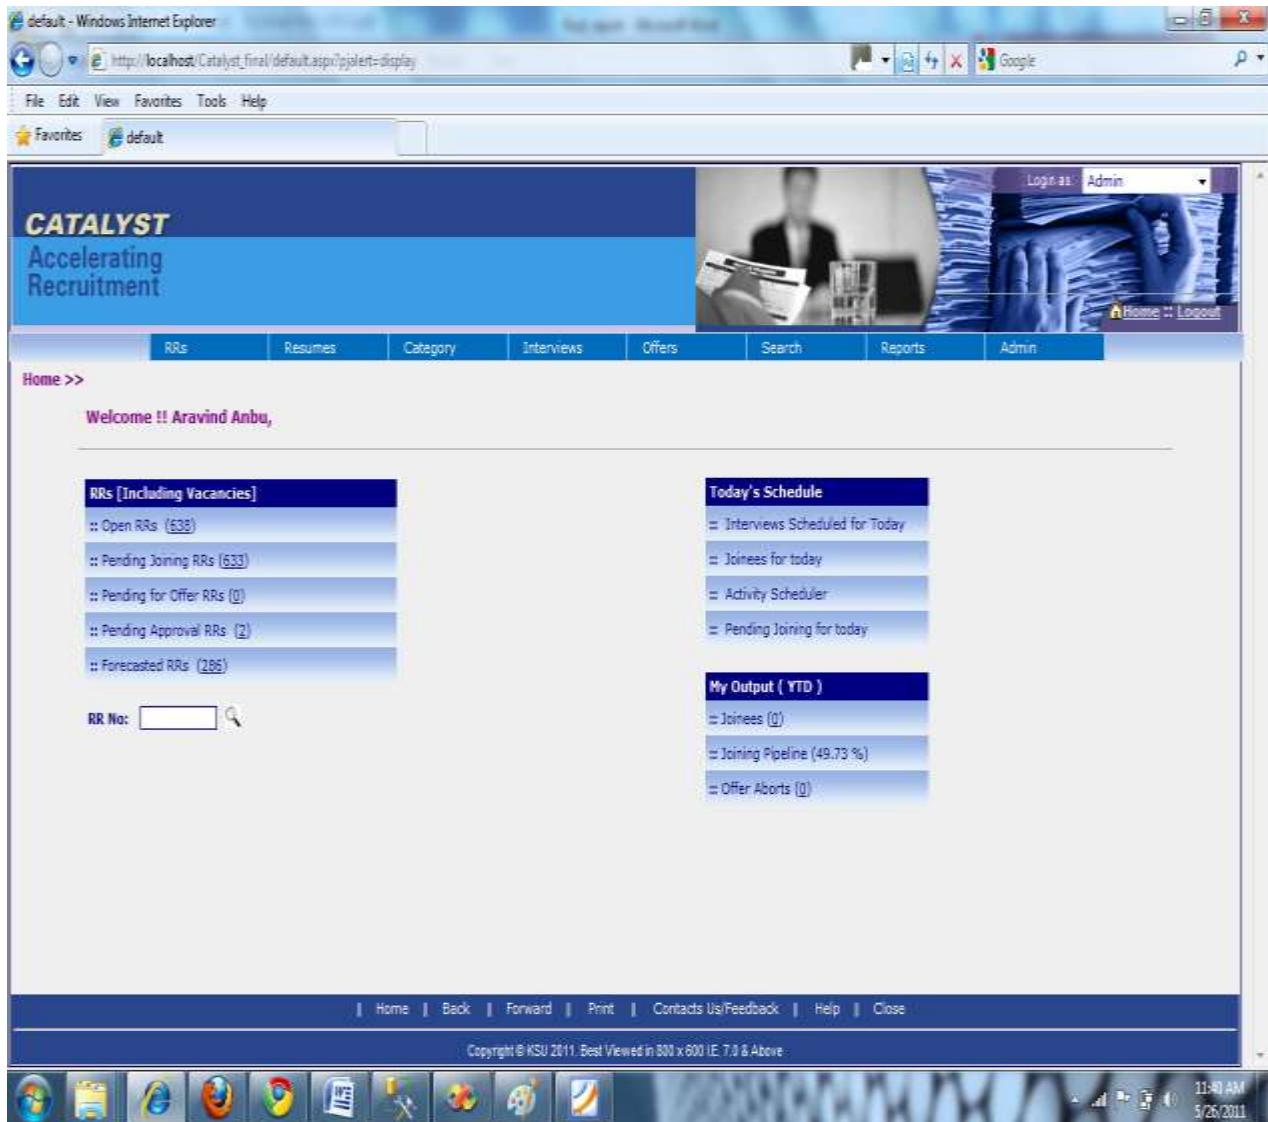 default - Windows Internet Explorer
http://localhost/Catalyst_final/default.aspx?pjalert=display
Google
File Edit View Favorites Tools Help
Favorites default
Login as: Admin
CATALYST
Accelerating
Recruitment
Home :: Logout
RRs Resumes Category Interviews Offers Search Reports Admin
Home >>
Welcome !! Aravind Anbu,
RRs [Including Vacancies]
:: Open RRs (638)
:: Pending Joining RRs (633)
:: Pending for Offer RRs (0)
:: Pending Approval RRs (2)
:: Forecasted RRs (286)
RR No:
Today's Schedule
:: Interviews Scheduled for Today
:: Joinees for today
:: Activity Scheduler
:: Pending Joining for today
My Output ( YTD )
:: Joinees (0)
:: Joining Pipeline (49.73 %)
:: Offer Aborts (0)
| Home | Back | Forward | Print | Contacts Us/Feedback | Help | Close
Copyright © KSU 2011. Best Viewed in 800 x 600 I.E. 7.0 & Above
11:40 AM
5/26/2011